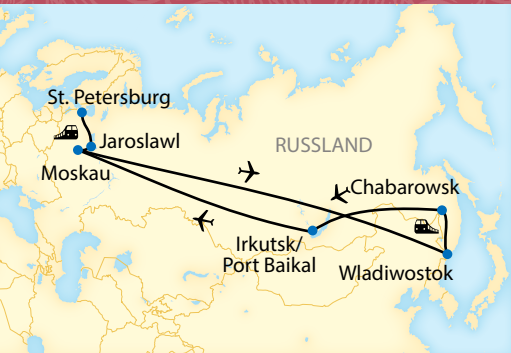 St. Petersburg
Jaroslawl
RUSSLAND
Moskau
Chabarowsk
Irkutsk/
Port Baikal
Wladiwostok